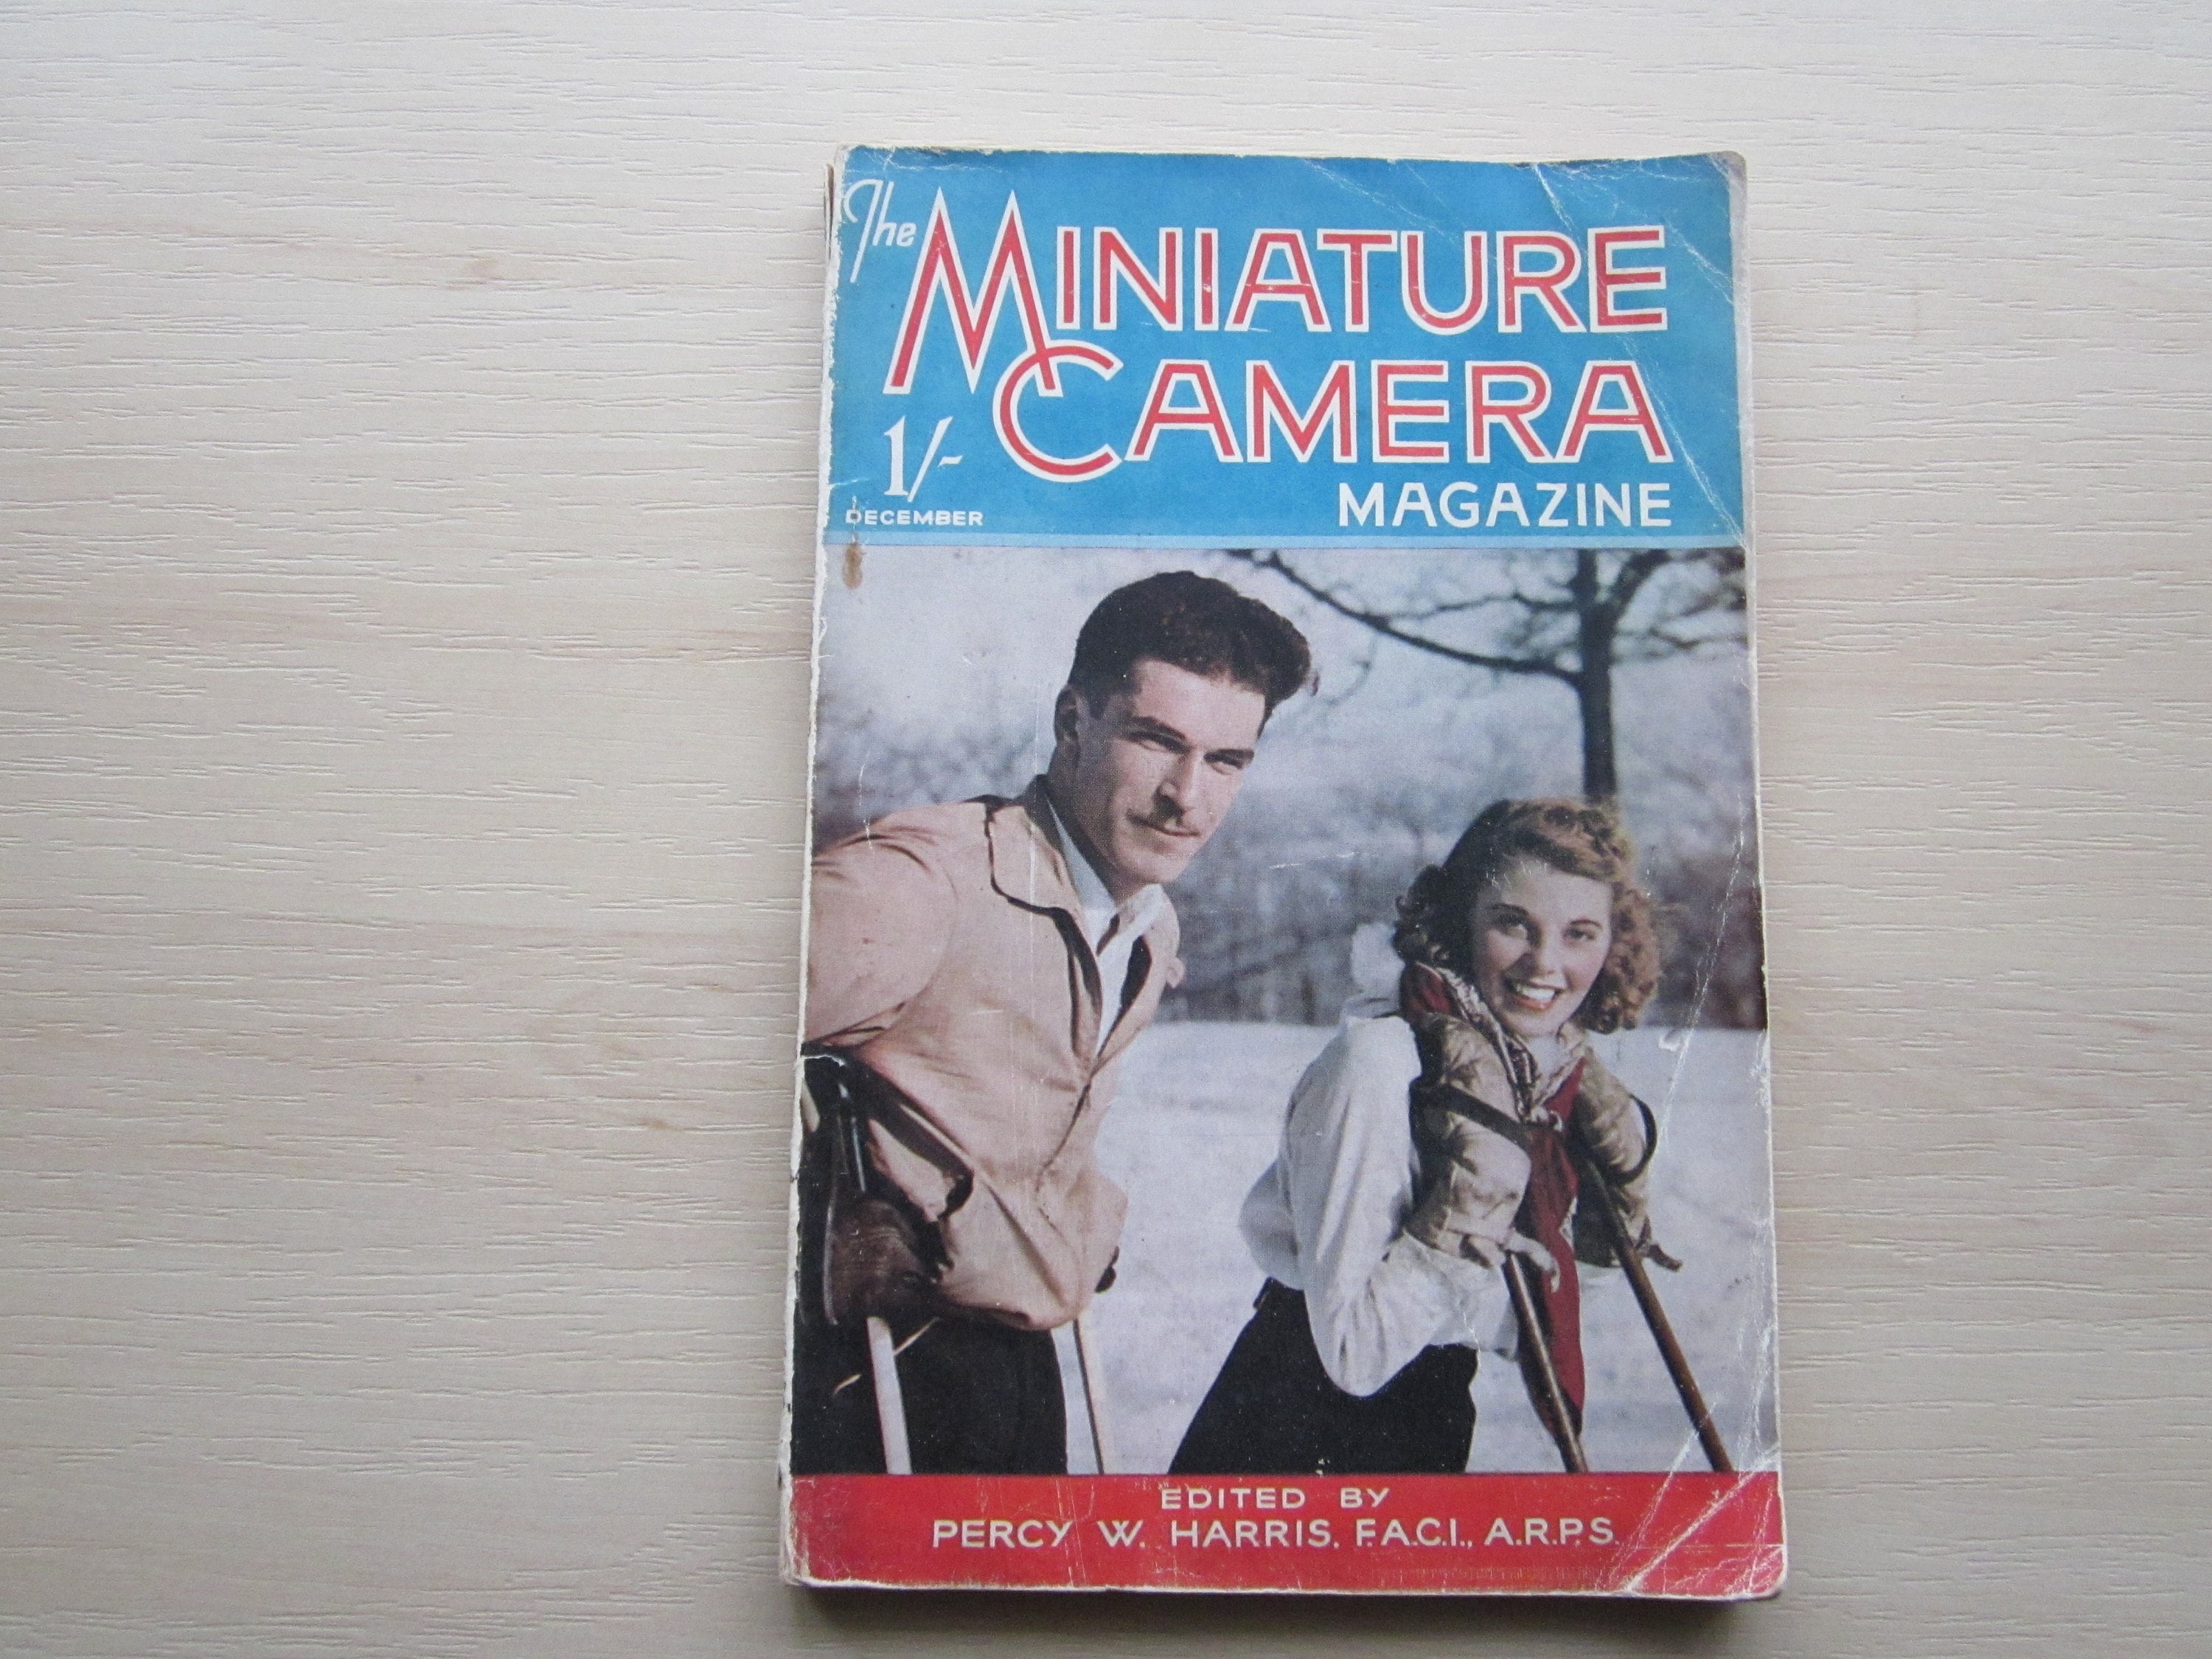 The MINIATURE
CAMERA
1/-
MAGAZINE
DECEMBER
EDITED BY
PERCY W. HARRIS, F.A.C.I., A.R.P.S.